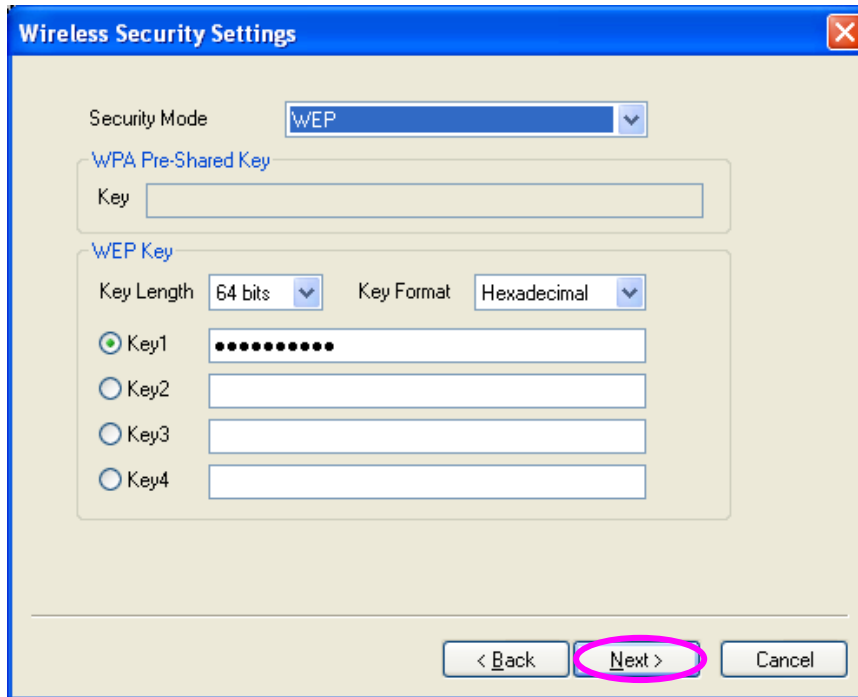 Wireless Security Settings
Security Mode WEP
WPA Pre-Shared Key
Key
WEP Key
Key Length 64 bits Key Format Hexadecimal
Key1 ●●●●●●●●●●
Key2
Key3
Key4
< Back Next > Cancel